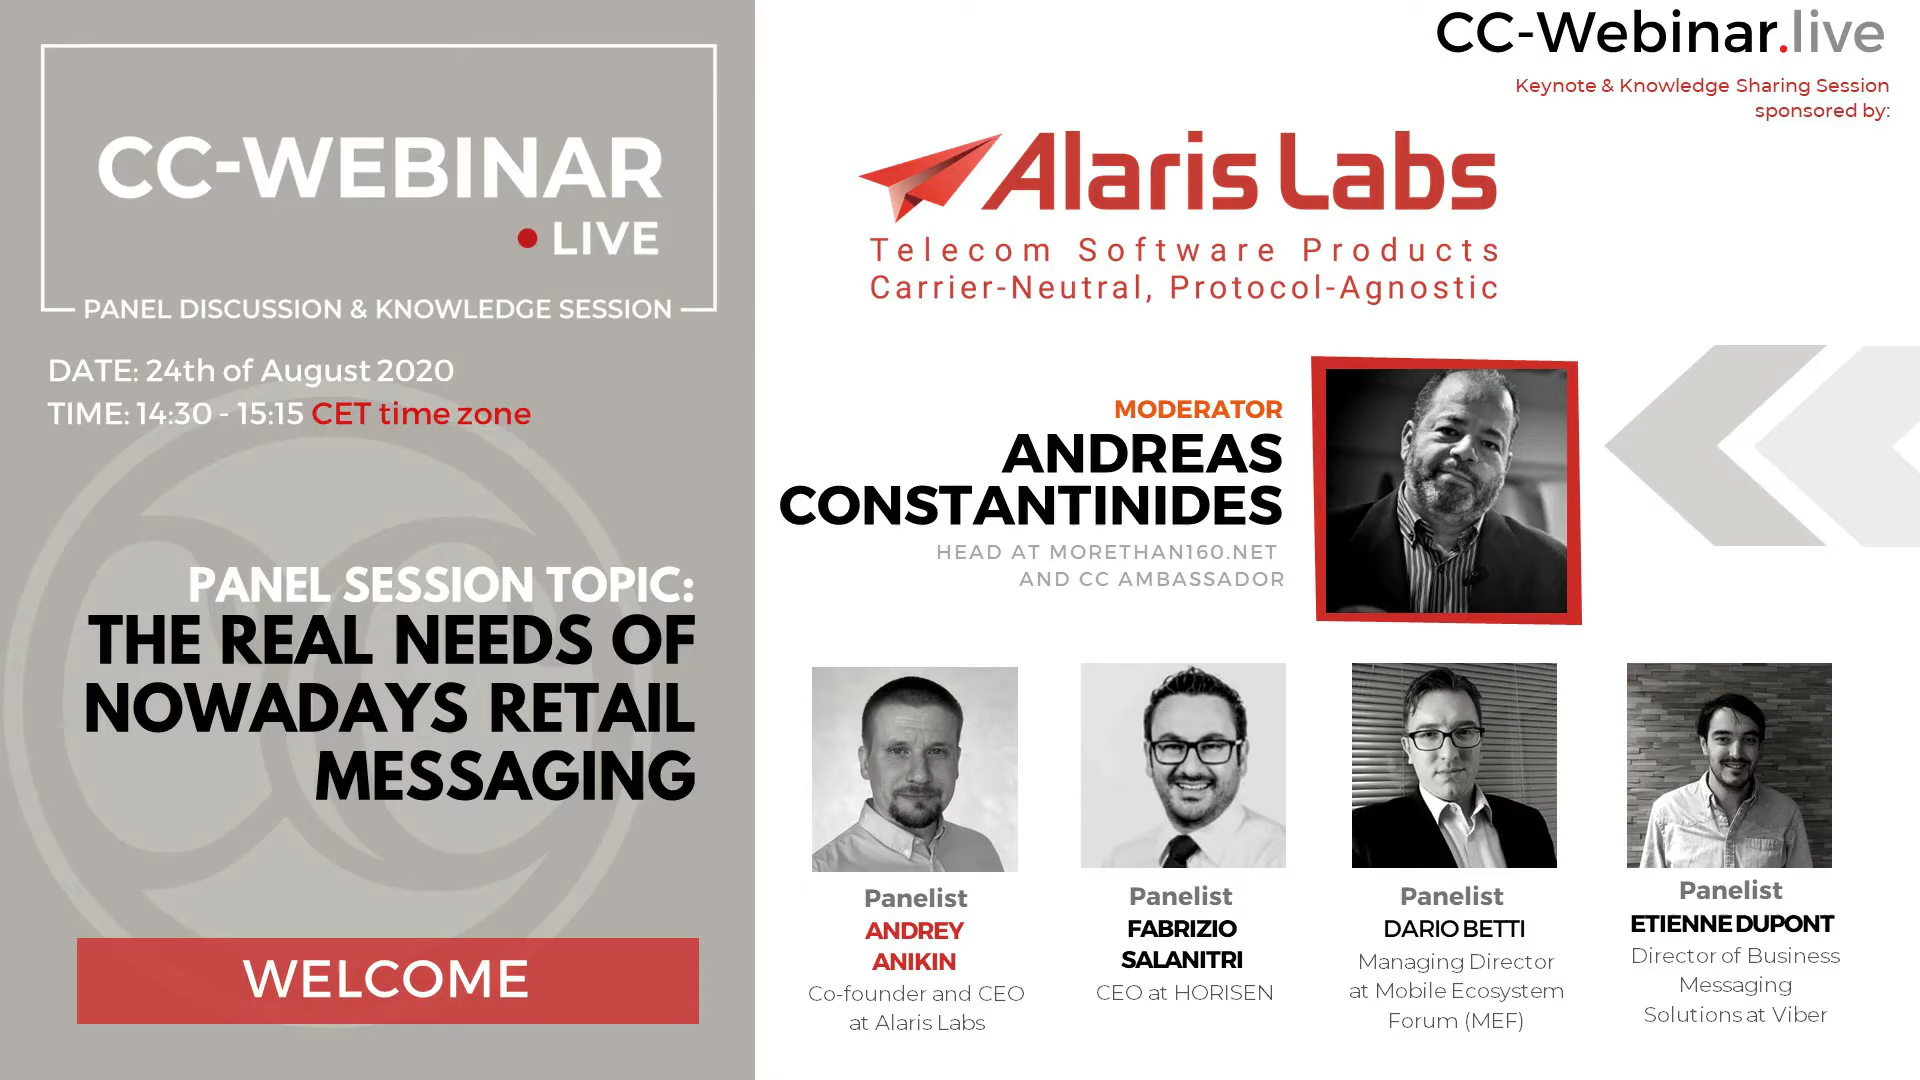 CC-WEBINAR
LIVE
PANEL DISCUSSION & KNOWLEDGE SESSION
DATE: 24th of August 2020
TIME: 14:30 - 15:15 CET time zone
PANEL SESSION TOPIC:
THE REAL NEEDS OF
NOWADAYS RETAIL
MESSAGING
WELCOME
CC-Webinar.live
Keynote & Knowledge Sharing Session
sponsored by:
Alaris Labs
Telecom Software Products
Carrier-Neutral, Protocol-Agnostic
MODERATOR
ANDREAS
CONSTANTINIDES
HEAD AT MORETHAN160.NET
AND CC AMBASSADOR
Panelist
ANDREY
ANIKIN
Co-founder and CEO
at Alaris Labs
Panelist
FABRIZIO
SALANITRI
CEO at HORISEN
Panelist
DARIO BETTI
Managing Director
at Mobile Ecosystem
Forum (MEF)
Panelist
ETIENNE DUPONT
Director of Business
Messaging
Solutions at Viber